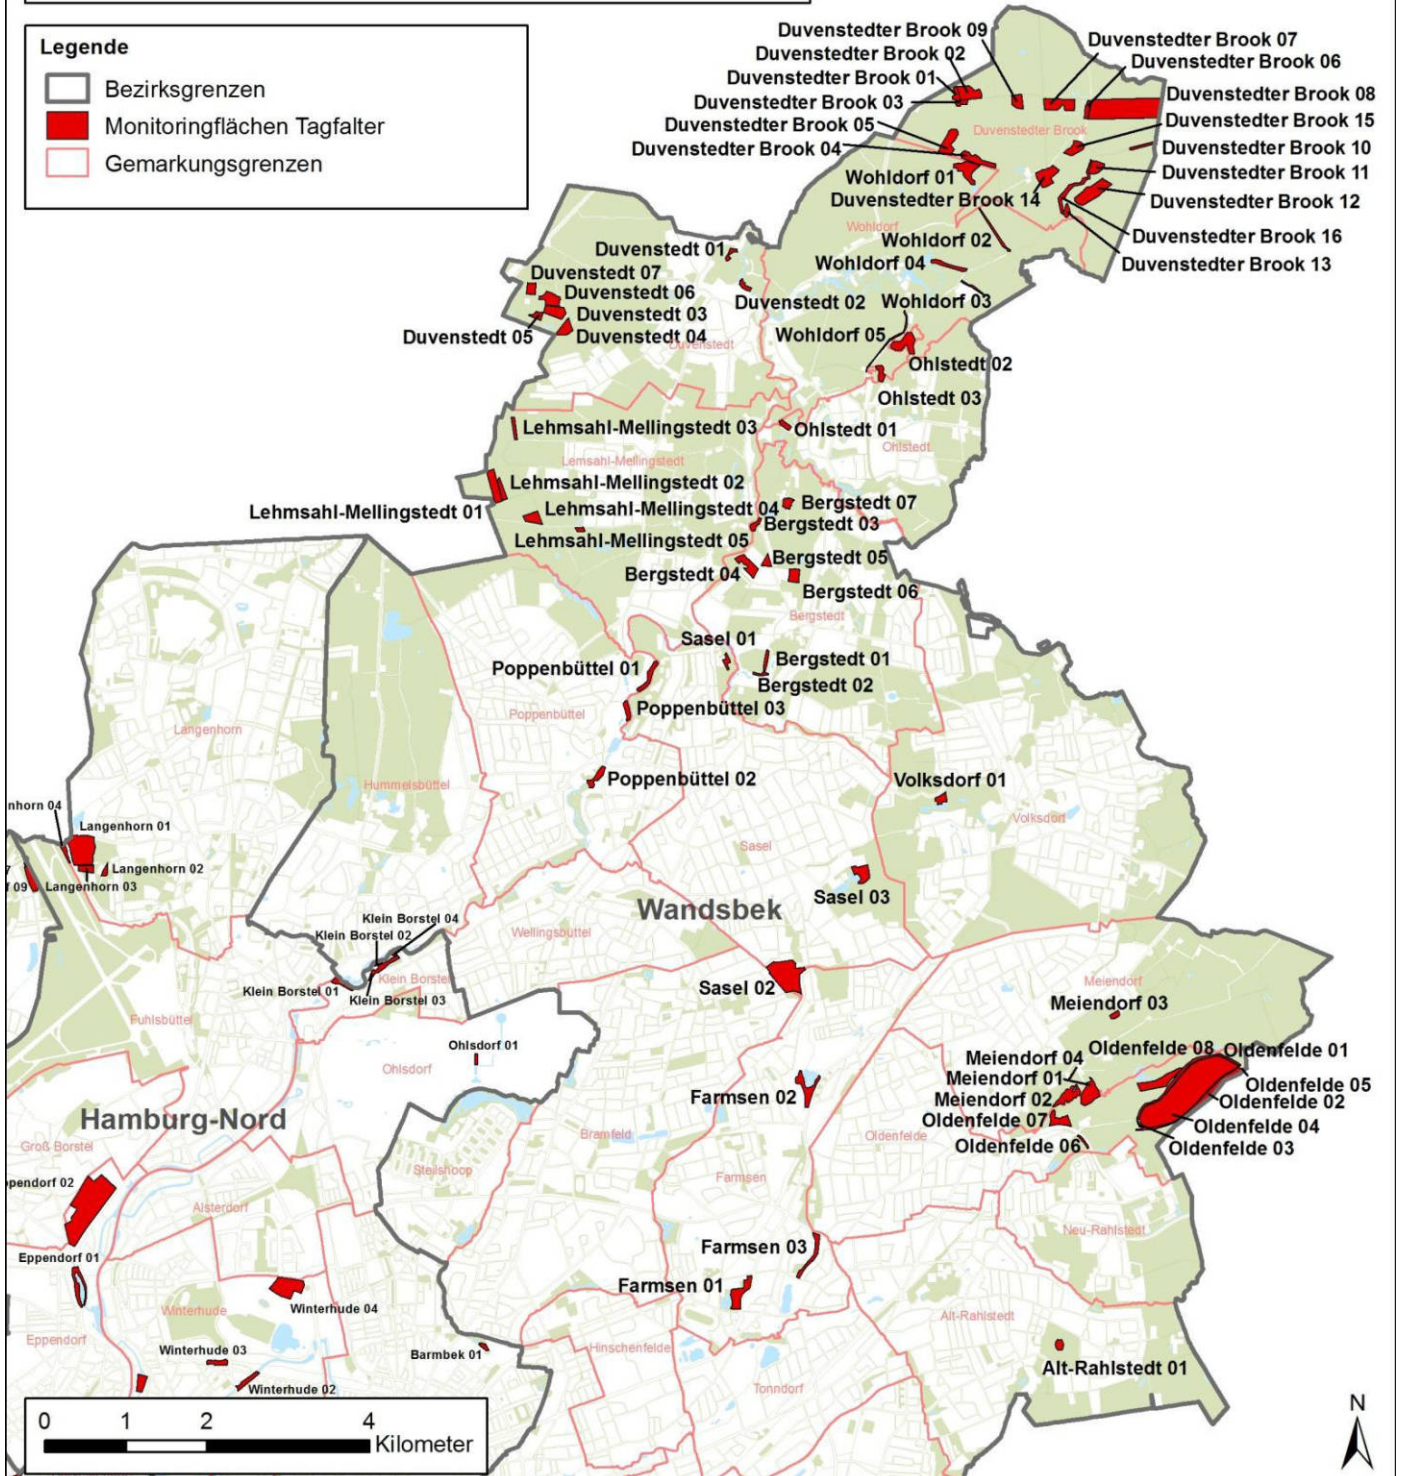 Legende
Bezirksgrenzen
Monitoringflächen Tagfalter
Gemarkungsgrenzen
Duvenstedter Brook 09
Duvenstedter Brook 02
Duvenstedter Brook 01
Duvenstedter Brook 03
Duvenstedter Brook 05
Duvenstedter Brook 04
Duvenstedter Brook 07
Duvenstedter Brook 06
Duvenstedter Brook 08
Duvenstedter Brook 15
Duvenstedter Brook 10
Duvenstedter Brook 11
Duvenstedter Brook 12
Duvenstedter Brook 16
Duvenstedter Brook 13
Duvenstedter Brook
Wohldorf 01
Duvenstedter Brook 14
Wohldorf
Wohldorf 02
Wohldorf 04
Wohldorf 03
Wohldorf 05
Duvenstedt 01
Duvenstedt 07
Duvenstedt 06
Duvenstedt 02
Duvenstedt 03
Duvenstedt 05
Duvenstedt 04
Duvenstedt
Ohlstedt 02
Ohlstedt 03
Ohlstedt 01
Ohlstedt
Lehmsahl-Mellingstedt 03
Lemsahl-Mellingstedt
Lehmsahl-Mellingstedt 02
Lehmsahl-Mellingstedt 01
Lehmsahl-Mellingstedt 04
Lehmsahl-Mellingstedt 05
Bergstedt 07
Bergstedt 03
Bergstedt 05
Bergstedt 04
Bergstedt 06
Bergstedt
Sasel 01
Bergstedt 01
Bergstedt 02
Poppenbüttel 01
Poppenbüttel 03
Poppenbüttel
Poppenbüttel 02
Langenhorn
Hummelsbüttel
Volksdorf 01
Volksdorf
Sasel
Sasel 03
nhorn 04
Langenhorn 01
Langenhorn 02
Langenhorn 03
7
f 09
Wandsbek
Wellingsbüttel
Klein Borstel 04
Klein Borstel 02
Klein Borstel
Klein Borstel 01
Klein Borstel 03
Sasel 02
Meiendorf
Meiendorf 03
Fuhlsbüttel
Ohlsdorf 01
Ohlsdorf
Meiendorf 04
Meiendorf 01
Meiendorf 02
Oldenfelde 07
Oldenfelde 06
Oldenfelde 08
Oldenfelde 01
Oldenfelde 05
Oldenfelde 02
Oldenfelde 04
Oldenfelde 03
Oldenfelde
Farmsen 02
Hamburg-Nord
Groß Borstel
Bramfeld
Steilshoop
Farmsen
ppendorf 02
Alsterdorf
Neu-Rahlstedt
Farmsen 03
Farmsen 01
Eppendorf 01
Winterhude
Winterhude 04
Eppendorf
Winterhude 03
Winterhude 02
Barmbek 01
Hinschenfelde
Tonndorf
Alt-Rahlstedt
Alt-Rahlstedt 01
0 1 2 4
Kilometer
N